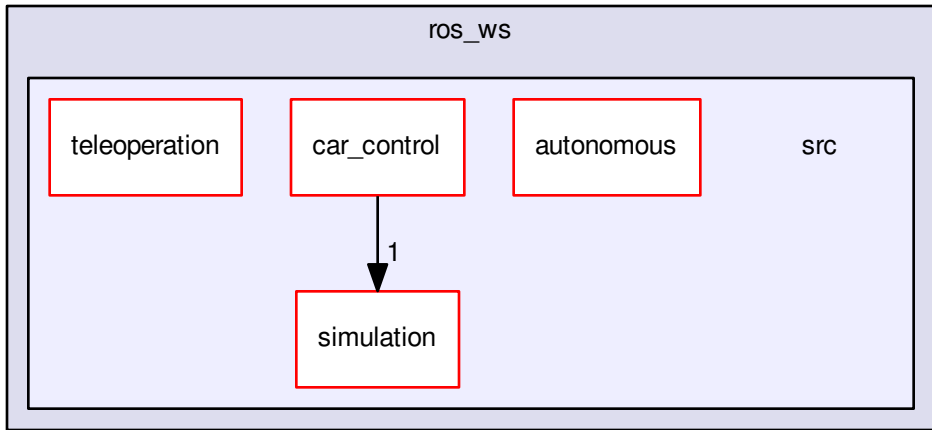 ros_ws
teleoperation
car_control
autonomous
src
1
simulation